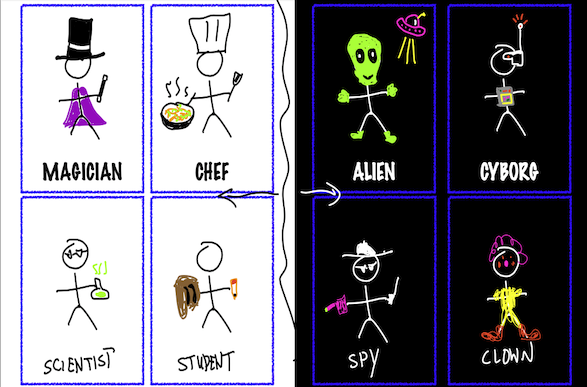 MAGICIAN
CHEF
ALIEN
CYBORG
SCIENTIST
STUDENT
SPY
CLOWN